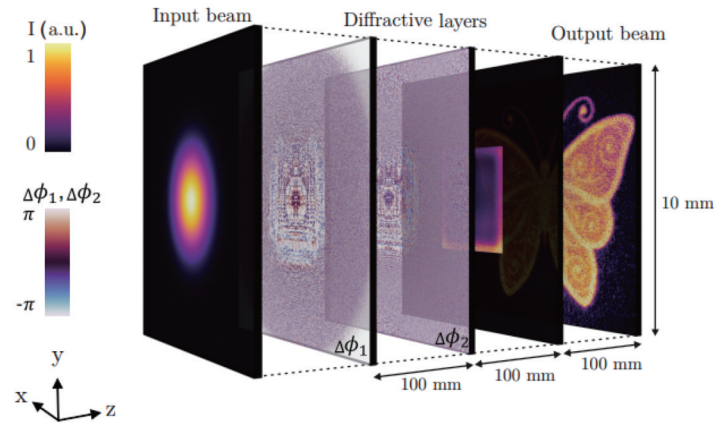 Input beam
Diffractive layers
Output beam
I (a.u.)
1
0
Δϕ₁,Δϕ₂
π
-π
Δϕ₁
Δϕ₂
10 mm
100 mm
100 mm
100 mm
y
x
z